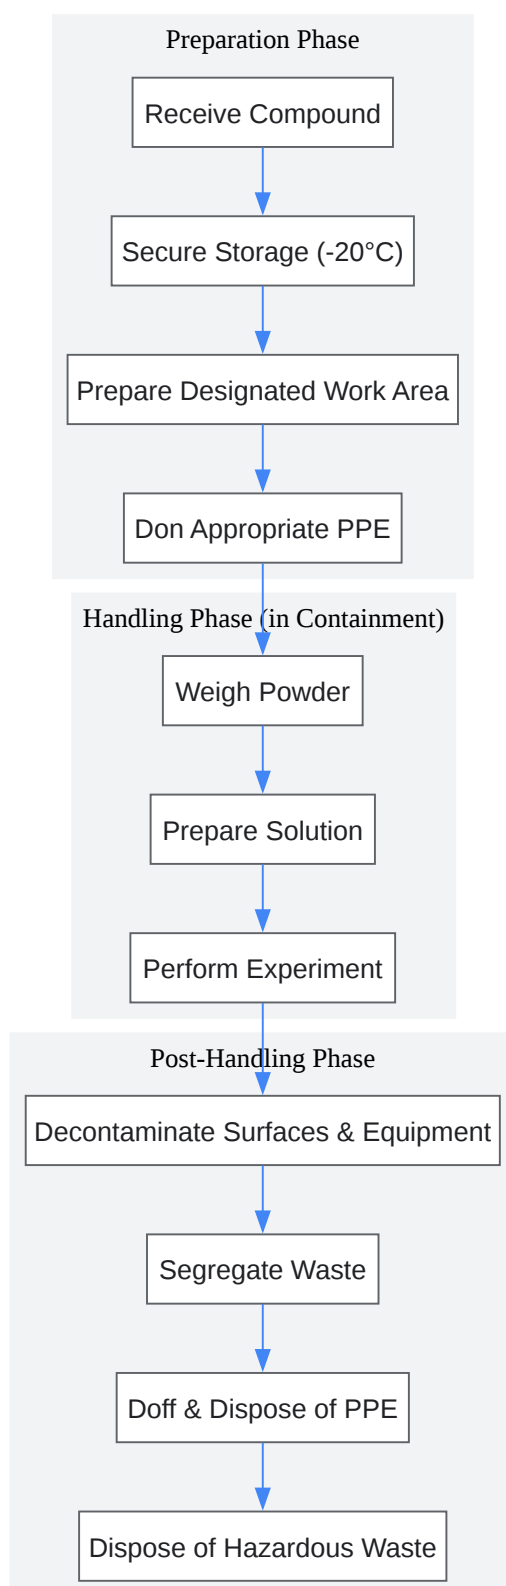 Preparation Phase
Receive Compound
Secure Storage (-20°C)
Prepare Designated Work Area
Don Appropriate PPE
Handling Phase (in Containment)
Weigh Powder
Prepare Solution
Perform Experiment
Post-Handling Phase
Decontaminate Surfaces & Equipment
Segregate Waste
Doff & Dispose of PPE
Dispose of Hazardous Waste